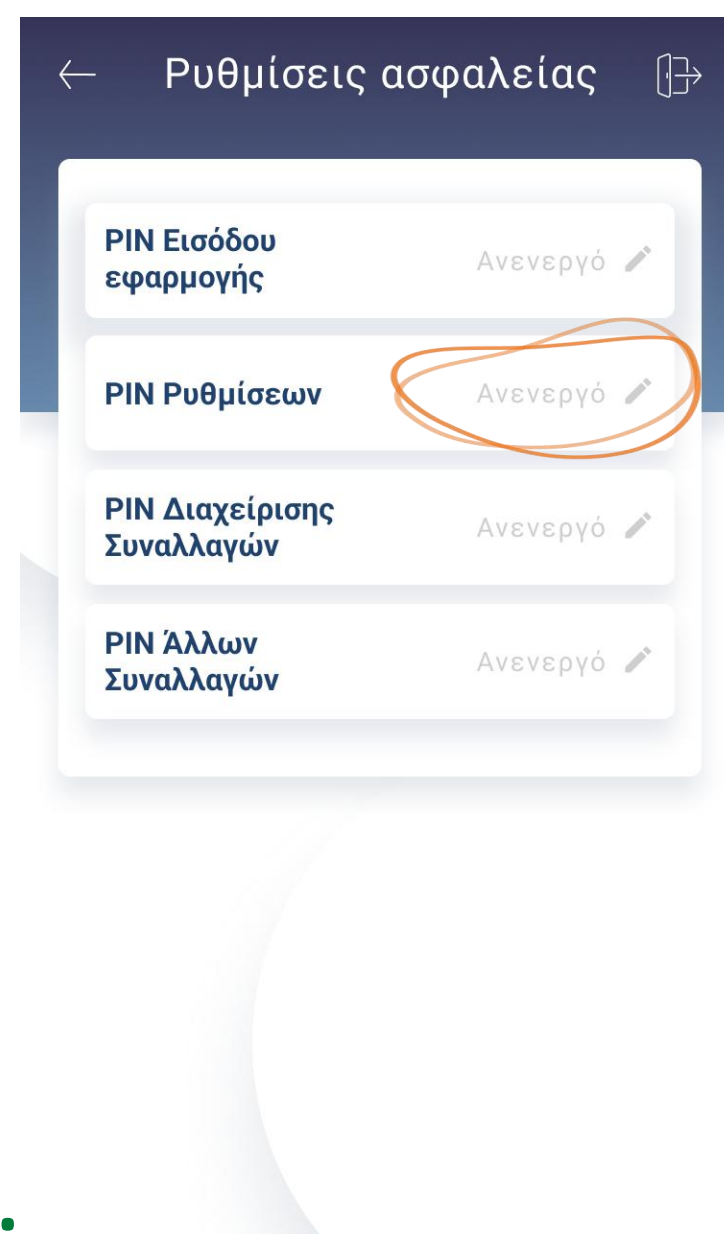 Ρυθμίσεις ασφαλείας
PIN Εισόδου
εφαρμογής
Ανενεργό
PIN Ρυθμίσεων
Ανενεργό
PIN Διαχείρισης
Συναλλαγών
Ανενεργό
PIN Άλλων
Συναλλαγών
Ανενεργό